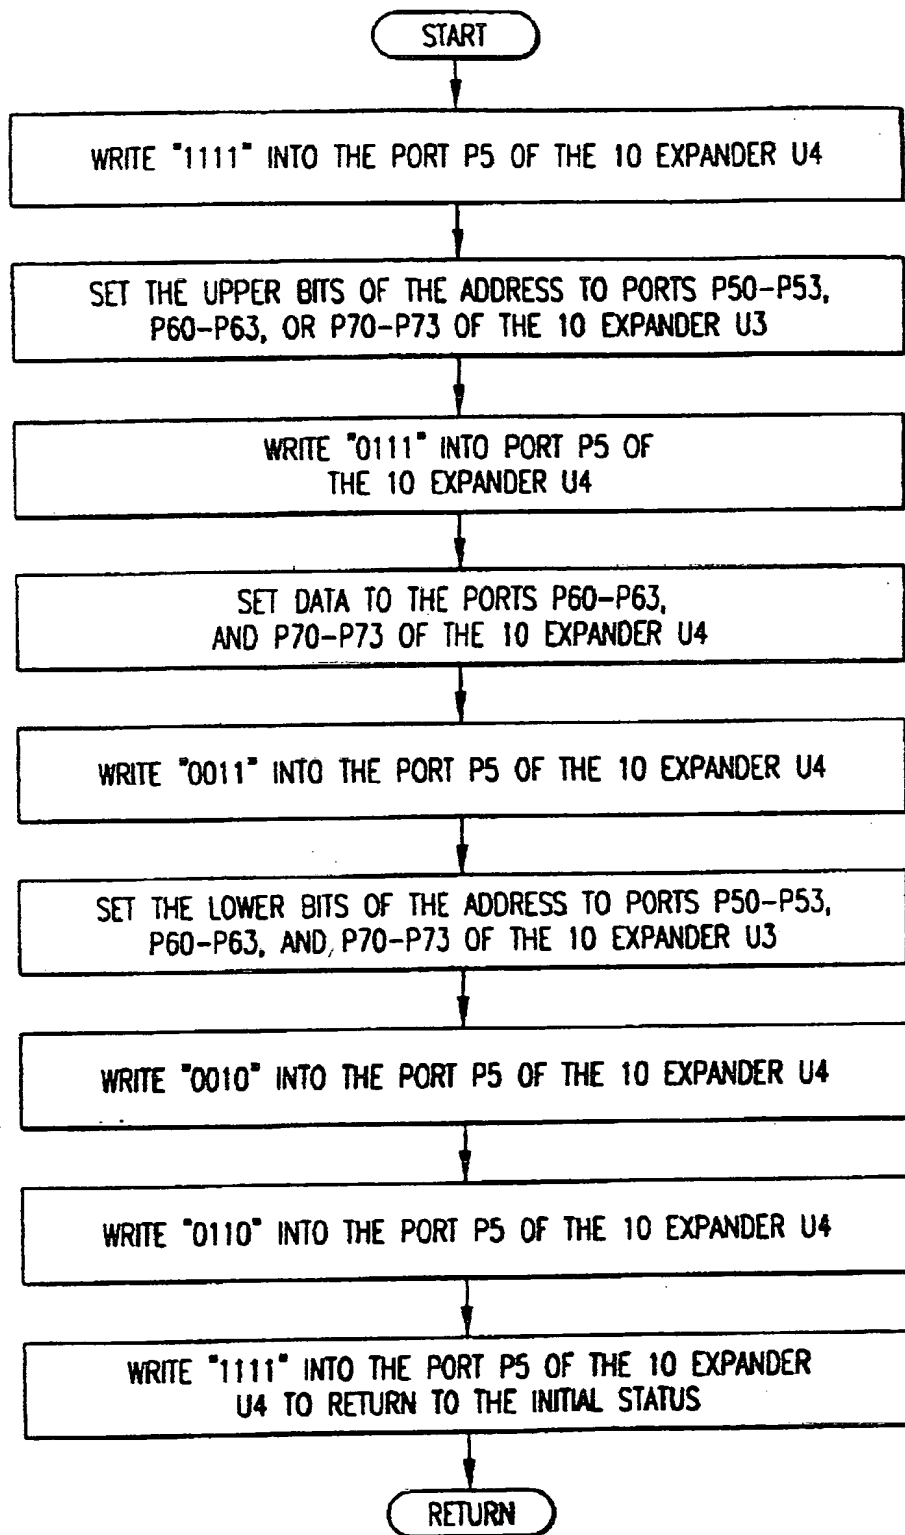 START
WRITE "1111" INTO THE PORT P5 OF THE 10 EXPANDER U4
SET THE UPPER BITS OF THE ADDRESS TO PORTS P50-P53,
P60-P63, OR P70-P73 OF THE 10 EXPANDER U3
WRITE "0111" INTO PORT P5 OF
THE 10 EXPANDER U4
SET DATA TO THE PORTS P60-P63,
AND P70-P73 OF THE 10 EXPANDER U4
WRITE "0011" INTO THE PORT P5 OF THE 10 EXPANDER U4
SET THE LOWER BITS OF THE ADDRESS TO PORTS P50-P53,
P60-P63, AND P70-P73 OF THE 10 EXPANDER U3
WRITE "0010" INTO THE PORT P5 OF THE 10 EXPANDER U4
WRITE "0110" INTO THE PORT P5 OF THE 10 EXPANDER U4
WRITE "1111" INTO THE PORT P5 OF THE 10 EXPANDER
U4 TO RETURN TO THE INITIAL STATUS
RETURN